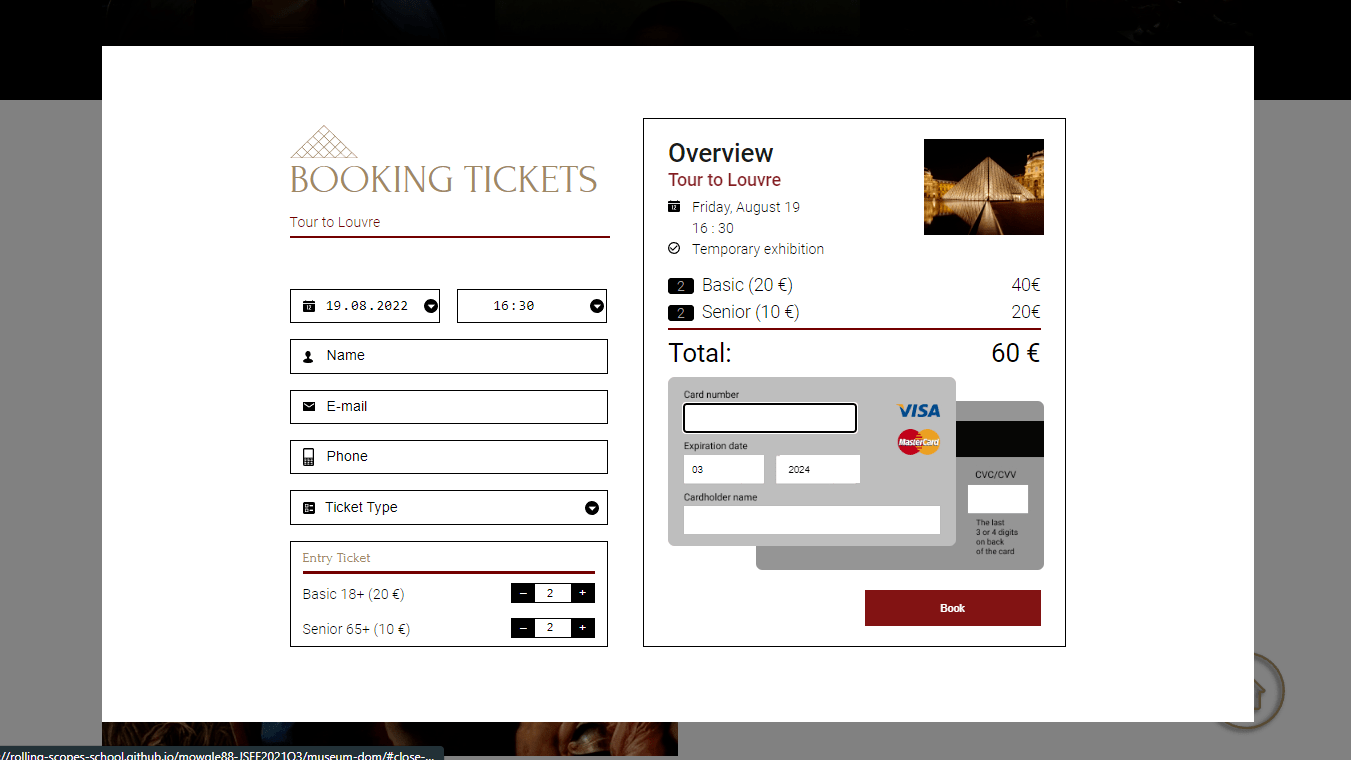 BOOKING TICKETS
Tour to Louvre
19.08.2022
16:30
Name
E-mail
Phone
Ticket Type
Entry Ticket
Basic 18+ (20 €)
– 2 +
Senior 65+ (10 €)
– 2 +
Overview
Tour to Louvre
12 Friday, August 19
16 : 30
Temporary exhibition
2 Basic (20 €) 40€
2 Senior (10 €) 20€
Total: 60 €
Card number
VISA
MasterCard
Expiration date
03 2024
Cardholder name
CVC/CVV
The last
3 or 4 digits
on back
of the card
Book
//rolling-scopes-school.github.io/mowgle88-JSFE2021Q3/museum-dom/#close-...